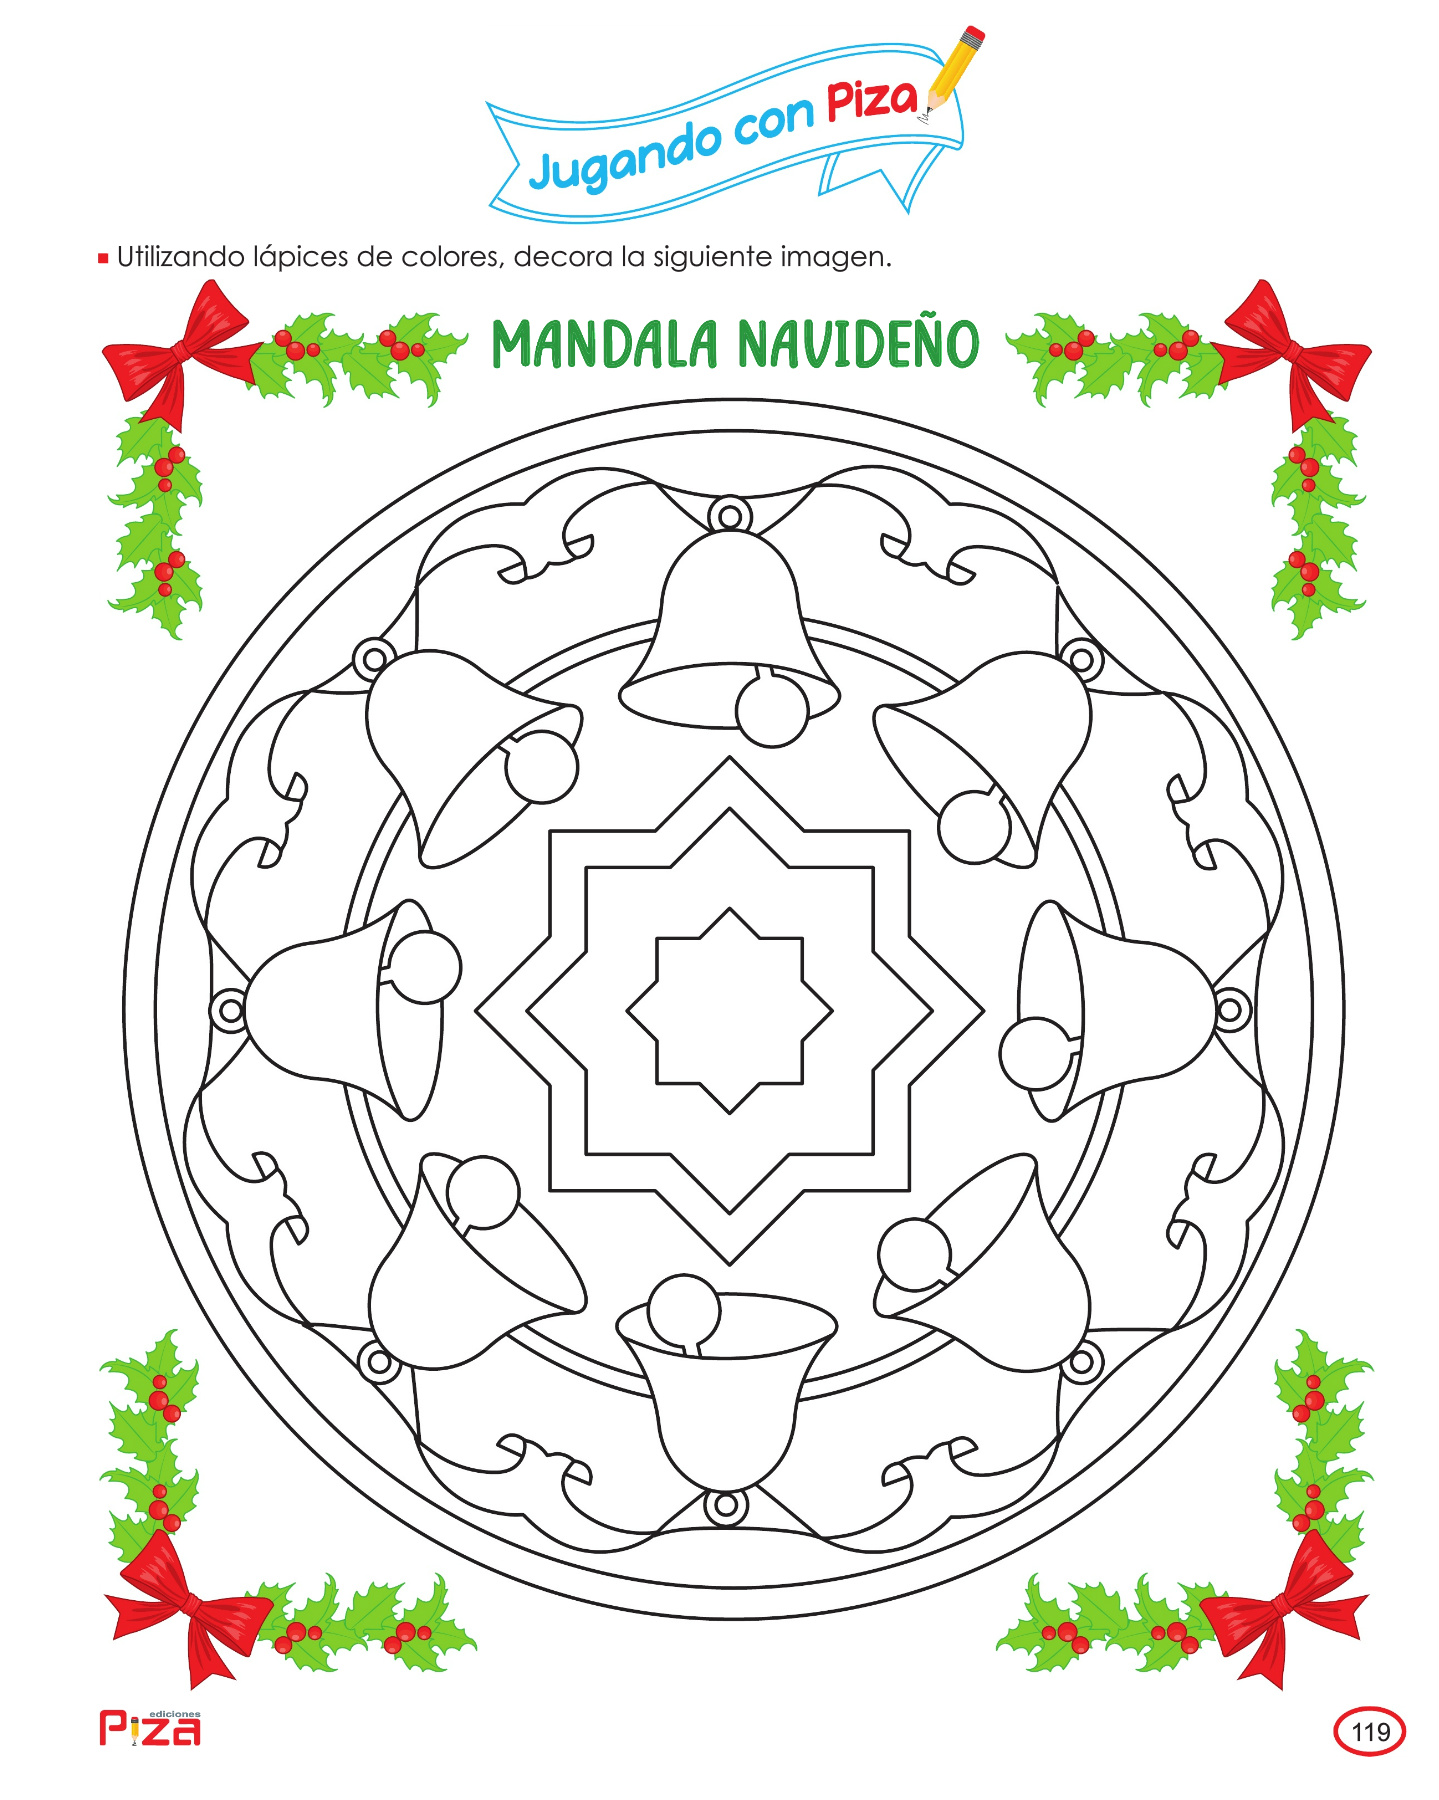 Jugando con Piza
Utilizando lápices de colores, decora la siguiente imagen.
MANDALA NAVIDEÑO
ediciones
Piza
119